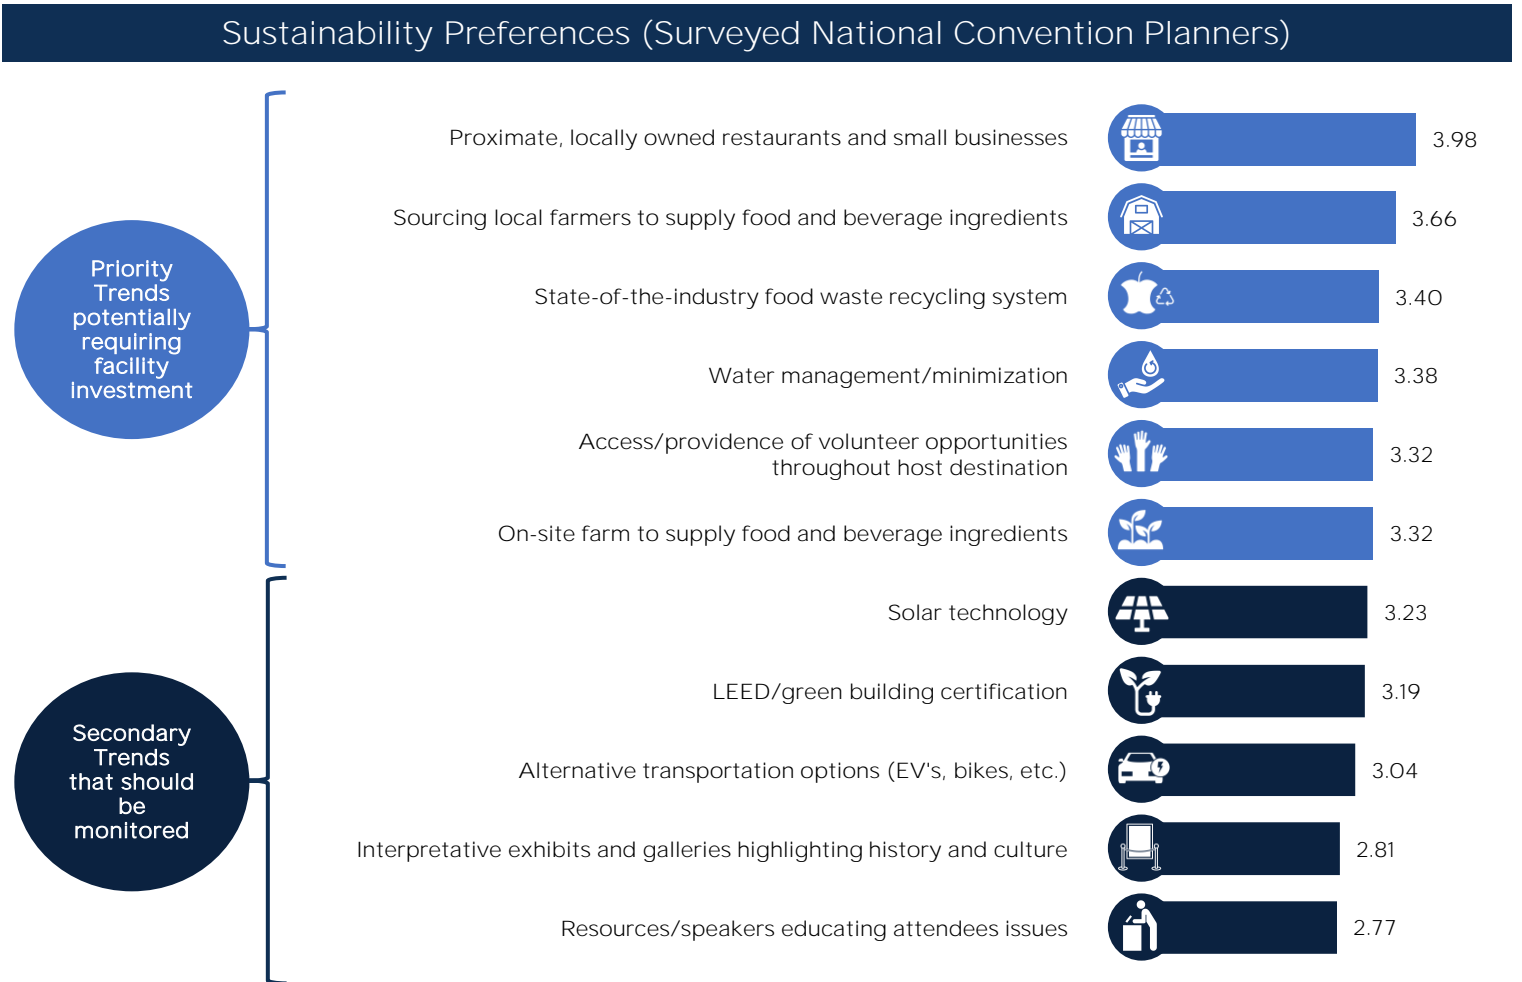 Sustainability Preferences (Surveyed National Convention Planners)
Priority
Trends
potentially
requiring
facility
investment
Proximate, locally owned restaurants and small businesses 3.98
Sourcing local farmers to supply food and beverage ingredients 3.66
State-of-the-industry food waste recycling system 3.40
Water management/minimization 3.38
Access/providence of volunteer opportunities
throughout host destination 3.32
On-site farm to supply food and beverage ingredients 3.32
Secondary
Trends
that should
be
monitored
Solar technology 3.23
LEED/green building certification 3.19
Alternative transportation options (EV's, bikes, etc.) 3.04
Interpretative exhibits and galleries highlighting history and culture 2.81
Resources/speakers educating attendees issues 2.77